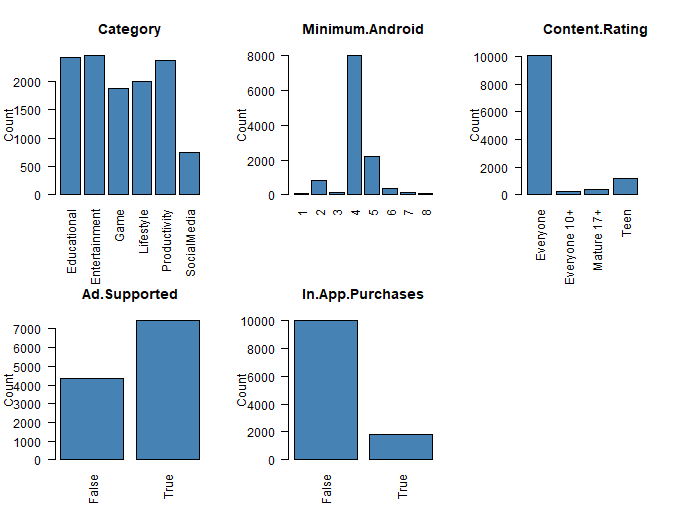 Category
Count
2000
1500
1000
500
0
Educational
Entertainment
Game
Lifestyle
Productivity
SocialMedia
Minimum.Android
Count
8000
6000
4000
2000
0
1
2
3
4
5
6
7
8
Content.Rating
Count
10000
8000
6000
4000
2000
0
Everyone
Everyone 10+
Mature 17+
Teen
Ad.Supported
Count
7000
6000
5000
4000
3000
2000
1000
0
False
True
In.App.Purchases
Count
10000
8000
6000
4000
2000
0
False
True